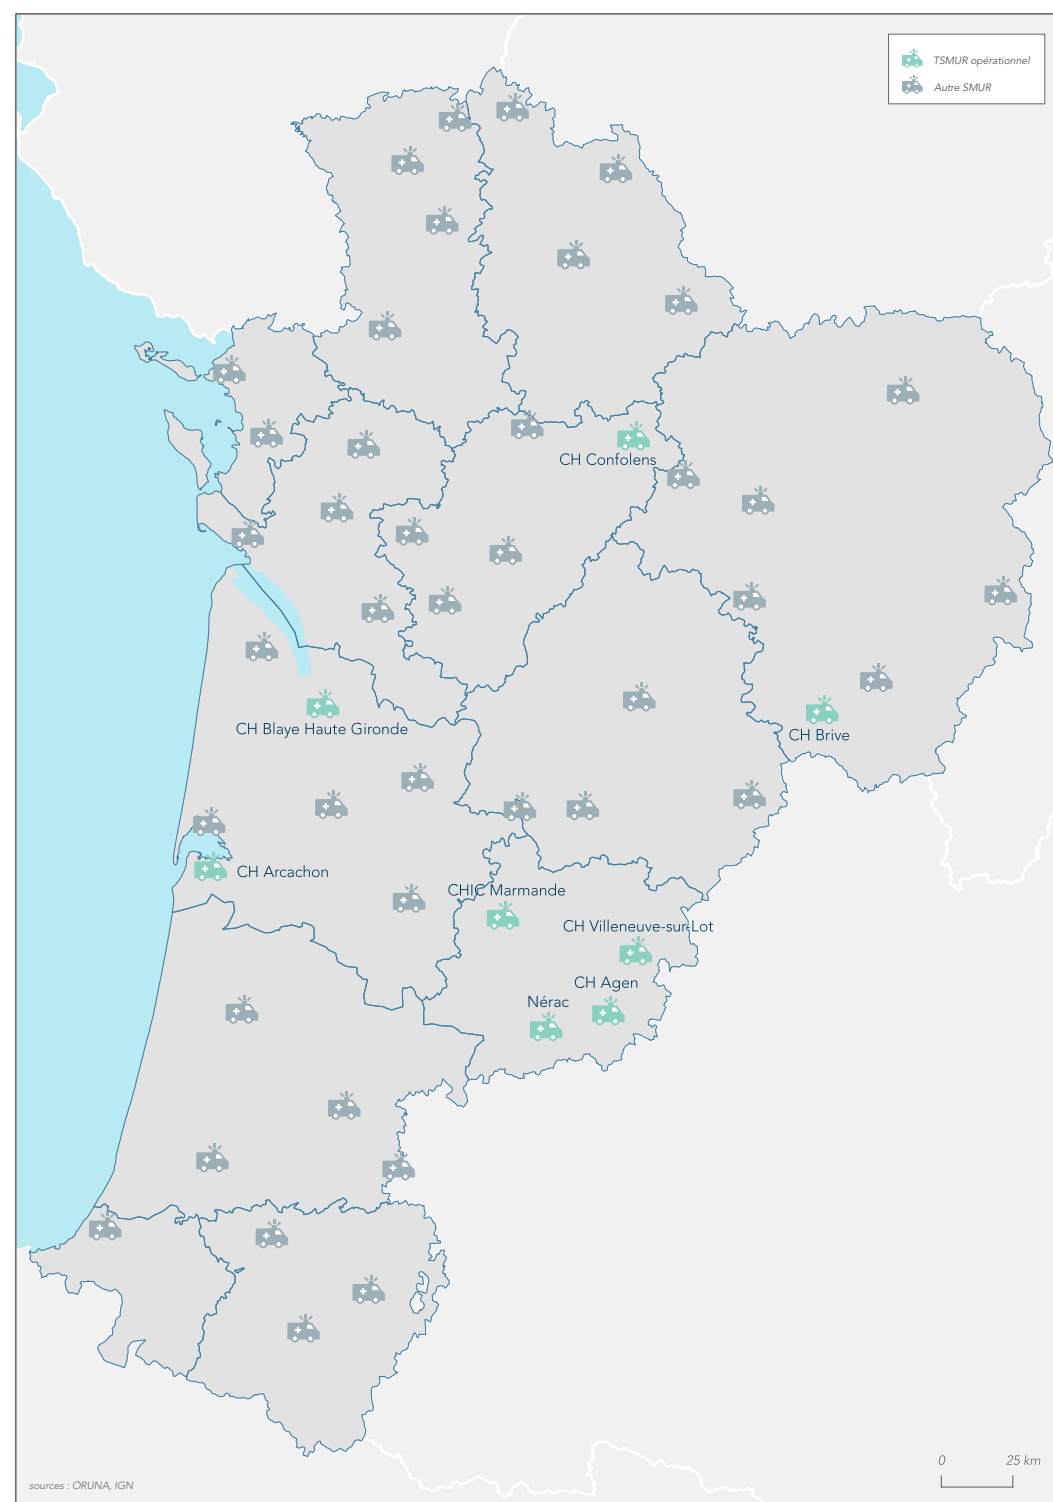 TSMUR opérationnel
Autre SMUR
CH Confolens
CH Blaye Haute Gironde
CH Brive
CH Arcachon
CHIC Marmande
CH Villeneuve-sur-Lot
CH Agen
Nérac
0 25 km
sources : ORUNA, IGN